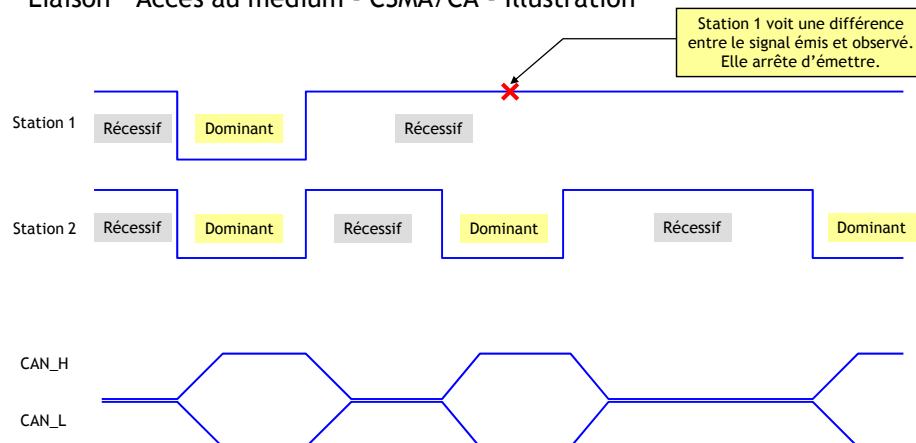 Liaison - Accès au médium - CSMA/CA - Illustration
Station 1 voit une différence
entre le signal émis et observé.
Elle arrête d'émettre.
Station 1
Récessif
Dominant
Récessif
Station 2
Récessif
Dominant
Récessif
Dominant
Récessif
Dominant
CAN_H
CAN_L